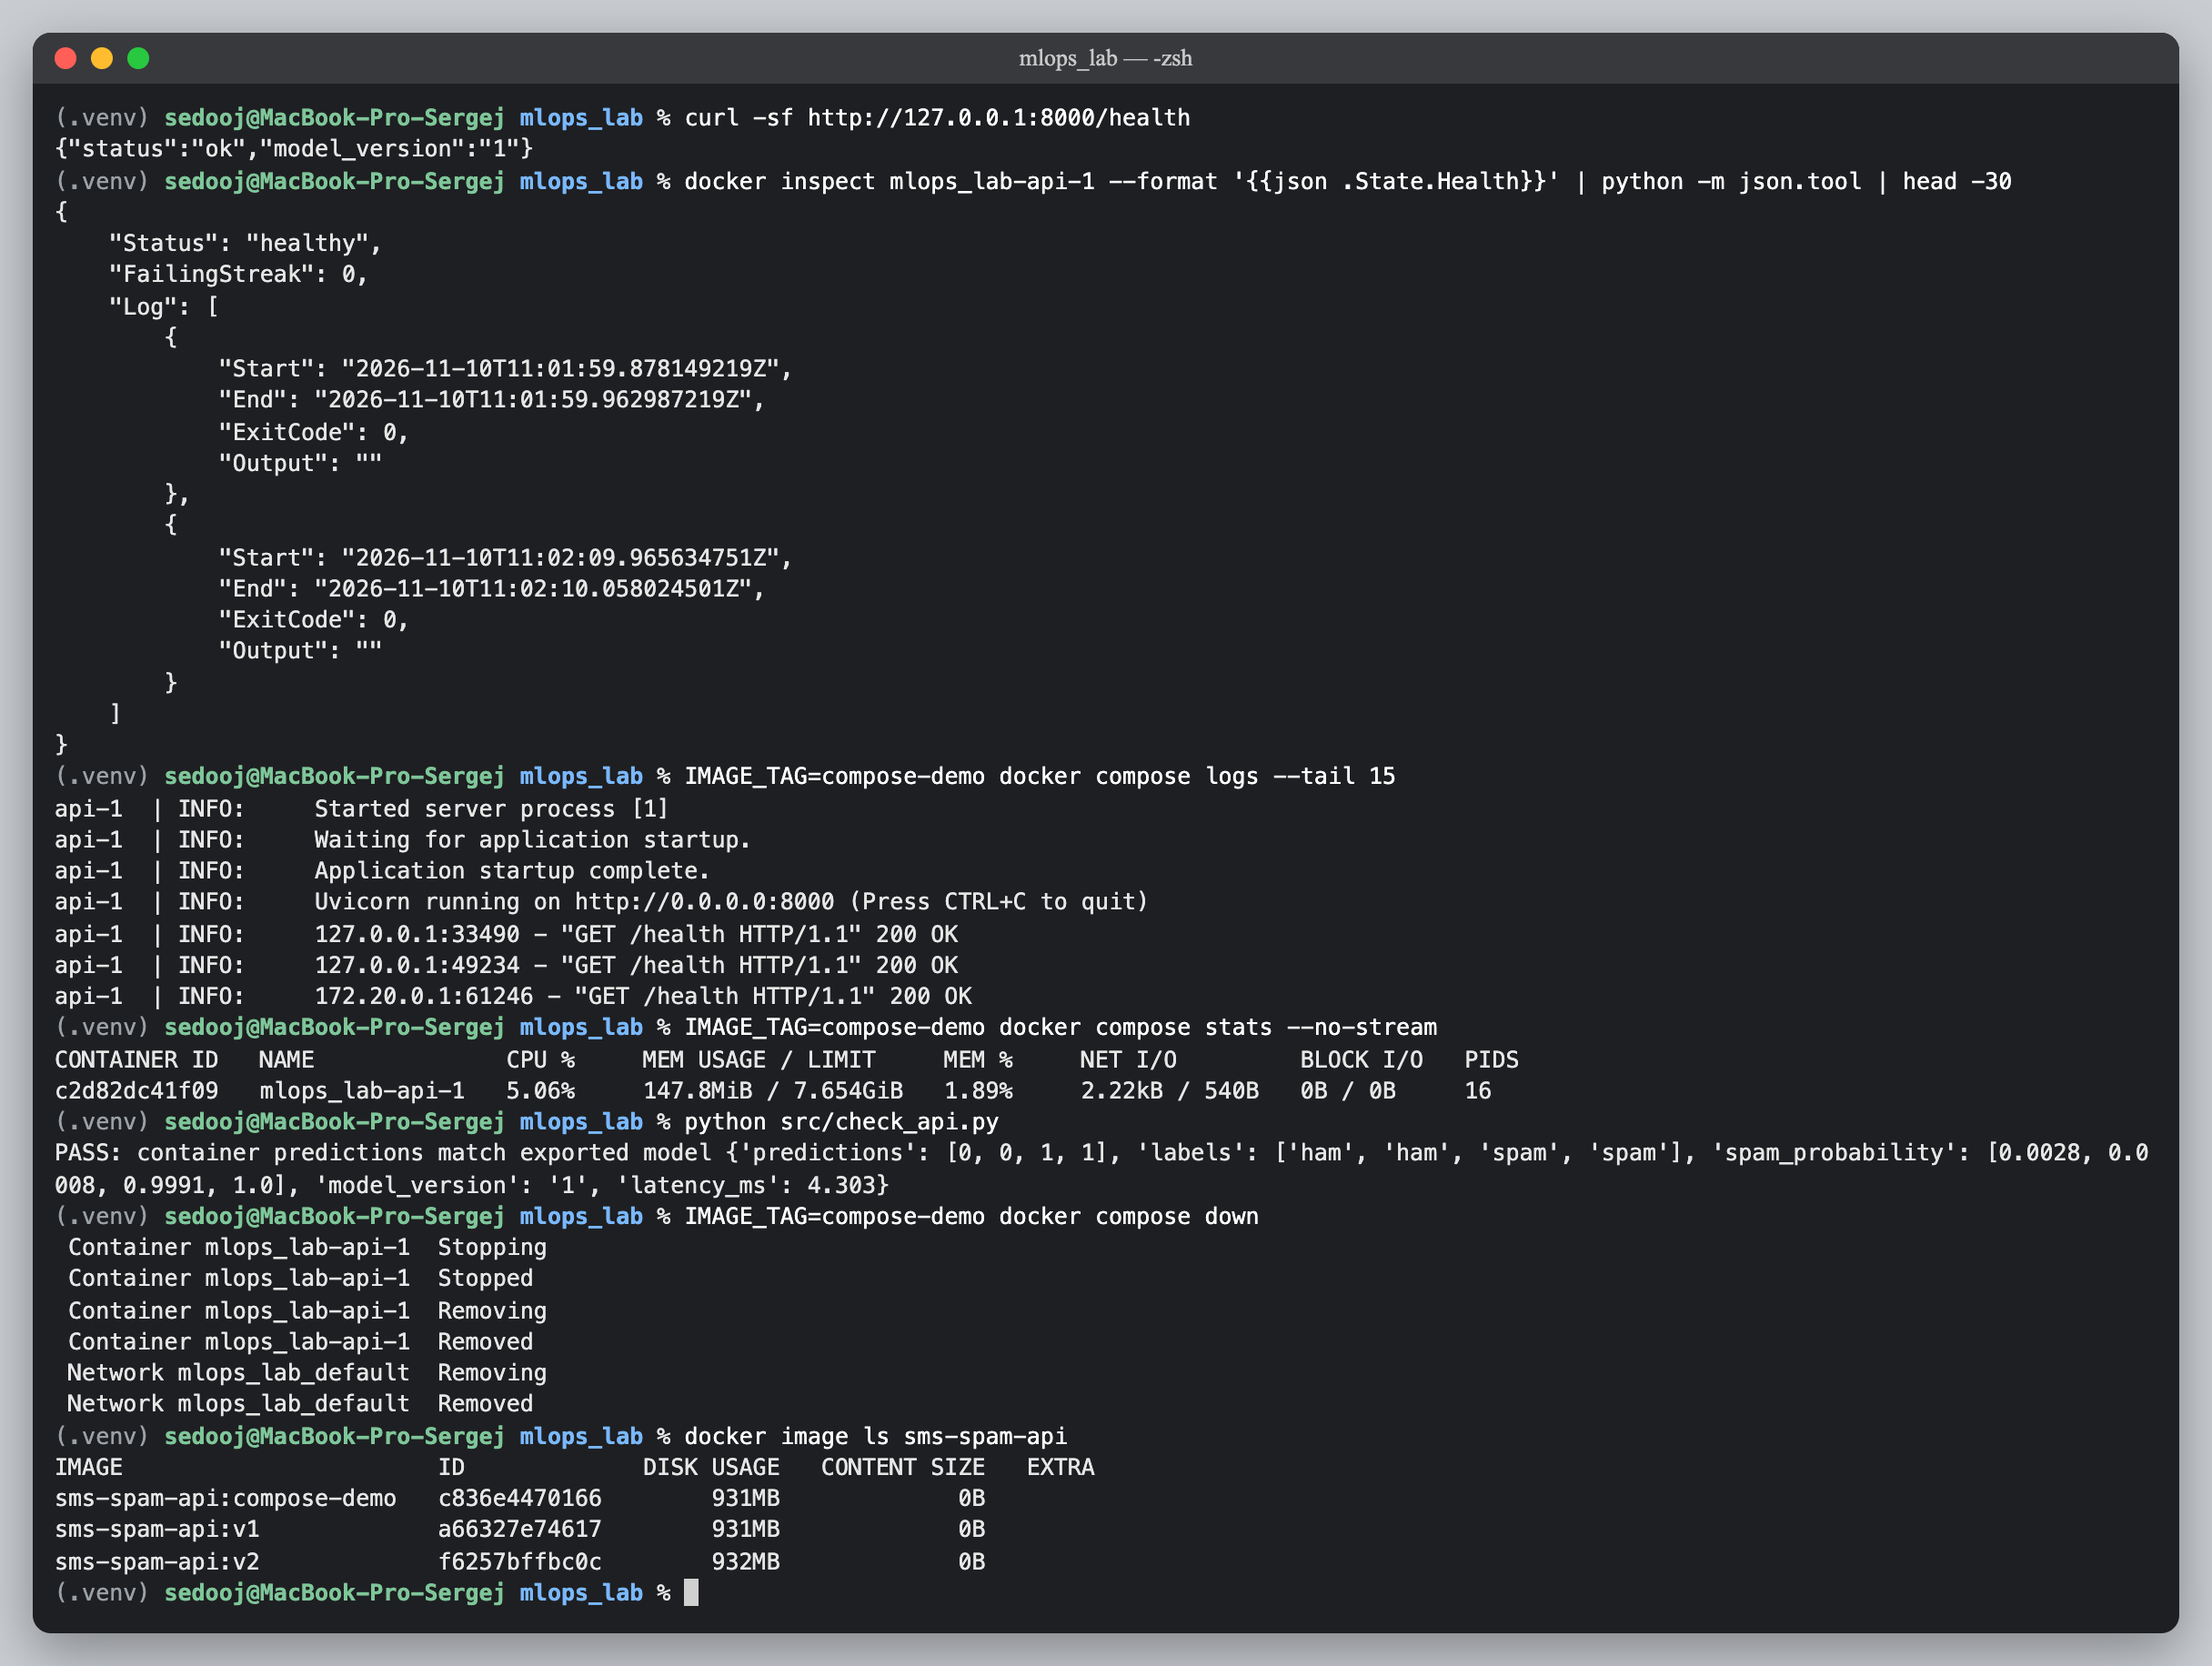 mlops_lab — -zsh
(.venv) sedooj@MacBook-Pro-Sergej mlops_lab % curl -sf http://127.0.0.1:8000/health
{"status":"ok","model_version":"1"}
(.venv) sedooj@MacBook-Pro-Sergej mlops_lab % docker inspect mlops_lab-api-1 --format '{{json .State.Health}}' | python -m json.tool | head -30
{
    "Status": "healthy",
    "FailingStreak": 0,
    "Log": [
        {
            "Start": "2026-11-10T11:01:59.878149219Z",
            "End": "2026-11-10T11:01:59.962987219Z",
            "ExitCode": 0,
            "Output": ""
        },
        {
            "Start": "2026-11-10T11:02:09.965634751Z",
            "End": "2026-11-10T11:02:10.058024501Z",
            "ExitCode": 0,
            "Output": ""
        }
    ]
}
(.venv) sedooj@MacBook-Pro-Sergej mlops_lab % IMAGE_TAG=compose-demo docker compose logs --tail 15
api-1  | INFO:     Started server process [1]
api-1  | INFO:     Waiting for application startup.
api-1  | INFO:     Application startup complete.
api-1  | INFO:     Uvicorn running on http://0.0.0.0:8000 (Press CTRL+C to quit)
api-1  | INFO:     127.0.0.1:33490 - "GET /health HTTP/1.1" 200 OK
api-1  | INFO:     127.0.0.1:49234 - "GET /health HTTP/1.1" 200 OK
api-1  | INFO:     172.20.0.1:61246 - "GET /health HTTP/1.1" 200 OK
(.venv) sedooj@MacBook-Pro-Sergej mlops_lab % IMAGE_TAG=compose-demo docker compose stats --no-stream
CONTAINER ID   NAME              CPU %     MEM USAGE / LIMIT     MEM %     NET I/O         BLOCK I/O   PIDS
c2d82dc41f09   mlops_lab-api-1   5.06%     147.8MiB / 7.654GiB   1.89%     2.22kB / 540B   0B / 0B     16
(.venv) sedooj@MacBook-Pro-Sergej mlops_lab % python src/check_api.py
PASS: container predictions match exported model {'predictions': [0, 0, 1, 1], 'labels': ['ham', 'ham', 'spam', 'spam'], 'spam_probability': [0.0028, 0.0
008, 0.9991, 1.0], 'model_version': '1', 'latency_ms': 4.303}
(.venv) sedooj@MacBook-Pro-Sergej mlops_lab % IMAGE_TAG=compose-demo docker compose down
 Container mlops_lab-api-1  Stopping
 Container mlops_lab-api-1  Stopped
 Container mlops_lab-api-1  Removing
 Container mlops_lab-api-1  Removed
 Network mlops_lab_default  Removing
 Network mlops_lab_default  Removed
(.venv) sedooj@MacBook-Pro-Sergej mlops_lab % docker image ls sms-spam-api
IMAGE                       ID             DISK USAGE   CONTENT SIZE   EXTRA
sms-spam-api:compose-demo   c836e4470166        931MB             0B
sms-spam-api:v1             a66327e74617        931MB             0B
sms-spam-api:v2             f6257bffbc0c        932MB             0B
(.venv) sedooj@MacBook-Pro-Sergej mlops_lab %